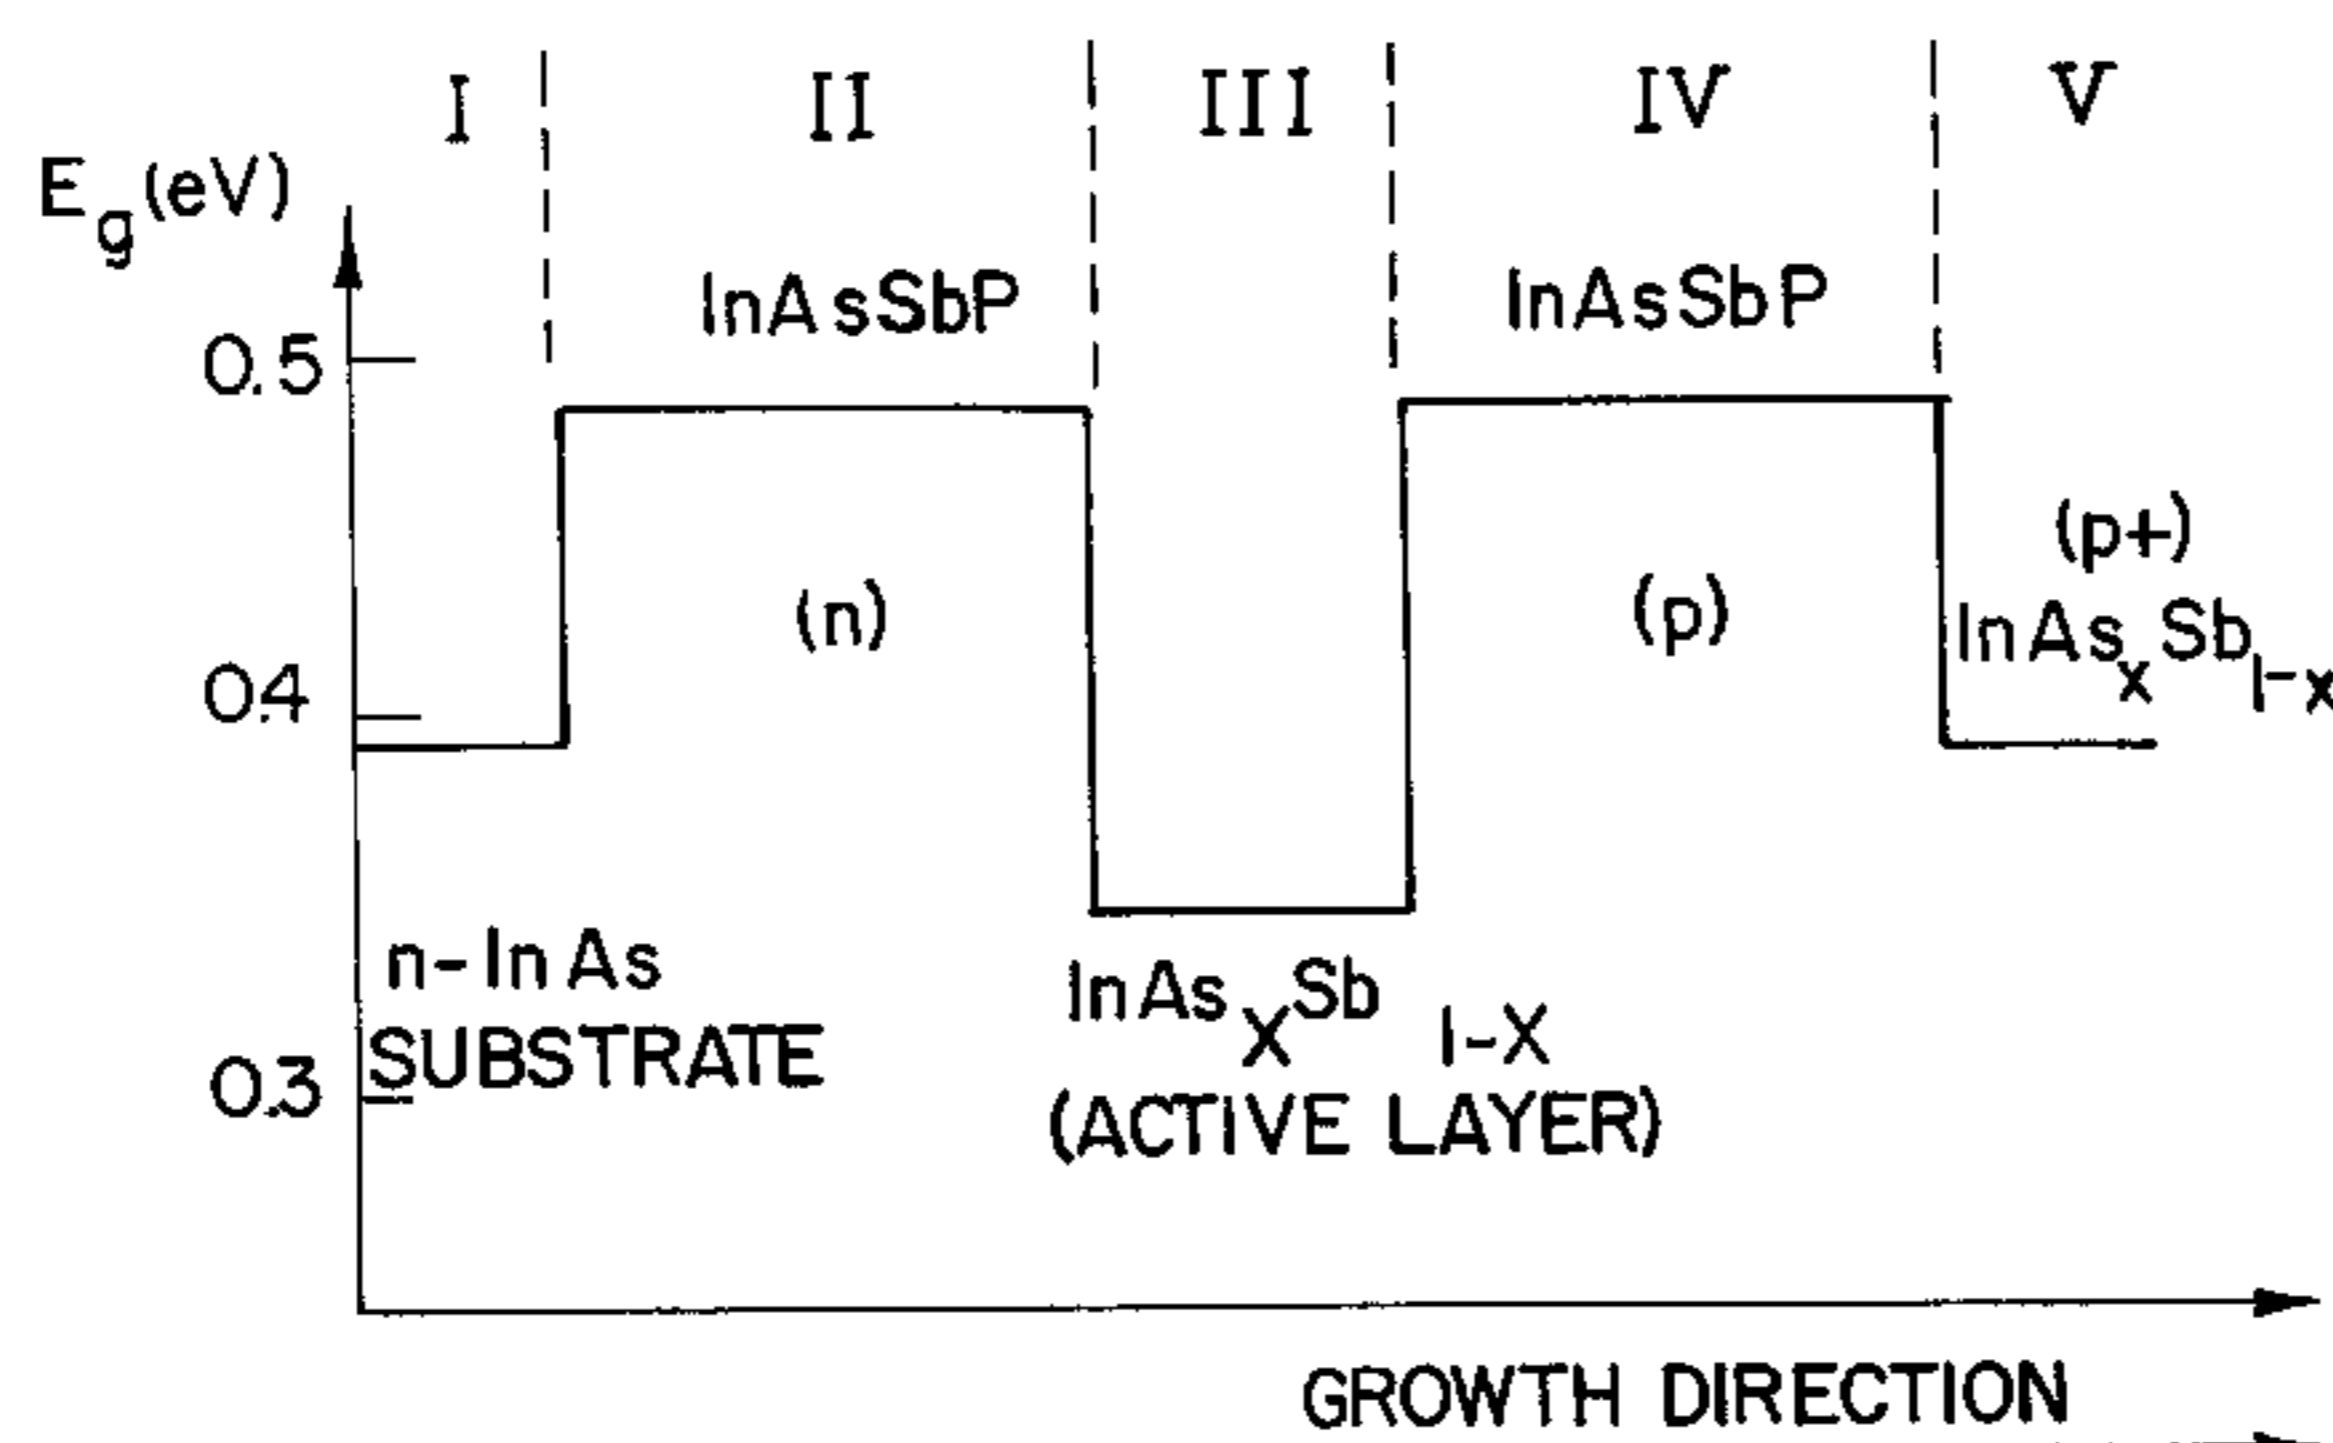 I II III IV V
Eg(eV)
InAsSbP InAsSbP
0.5
(p+)
(n) (p)
InAsxSb1-x
0.4
n-InAs
SUBSTRATE
InAsxSb 1-X
(ACTIVE LAYER)
0.3
GROWTH DIRECTION